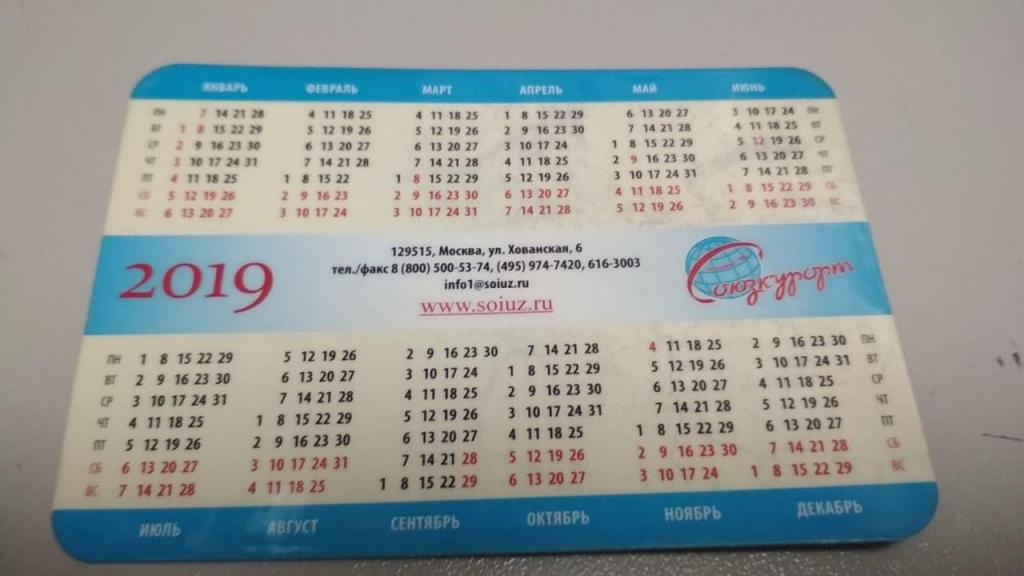 ЯНВАРЬ ФЕВРАЛЬ МАРТ АПРЕЛЬ МАЙ ИЮНЬ
ПН 7 14 21 28 4 11 18 25 4 11 18 25 1 8 15 22 29 6 13 20 27 3 10 17 24 ПН
ВТ 1 8 15 22 29 5 12 19 26 5 12 19 26 2 9 16 23 30 7 14 21 28 4 11 18 25 ВТ
СР 2 9 16 23 30 6 13 20 27 6 13 20 27 3 10 17 24 1 8 15 22 29 5 12 19 26 СР
ЧТ 3 10 17 24 31 7 14 21 28 7 14 21 28 4 11 18 25 2 9 16 23 30 6 13 20 27 ЧТ
ПТ 4 11 18 25 1 8 15 22 1 8 15 22 29 5 12 19 26 3 10 17 24 31 7 14 21 28 ПТ
СБ 5 12 19 26 2 9 16 23 2 9 16 23 30 6 13 20 27 4 11 18 25 1 8 15 22 29 СБ
ВС 6 13 20 27 3 10 17 24 3 10 17 24 31 7 14 21 28 5 12 19 26 2 9 16 23 30 ВС
2019
129515, Москва, ул. Хованская, 6
тел./факс 8 (800) 500-53-74, (495) 974-7420, 616-3003
info1@soiuz.ru
www.soiuz.ru
Союзкурорт
ПН 1 8 15 22 29 5 12 19 26 2 9 16 23 30 7 14 21 28 4 11 18 25 2 9 16 23 30 ПН
ВТ 2 9 16 23 30 6 13 20 27 3 10 17 24 1 8 15 22 29 5 12 19 26 3 10 17 24 31 ВТ
СР 3 10 17 24 31 7 14 21 28 4 11 18 25 2 9 16 23 30 6 13 20 27 4 11 18 25 СР
ЧТ 4 11 18 25 1 8 15 22 29 5 12 19 26 3 10 17 24 31 7 14 21 28 5 12 19 26 ЧТ
ПТ 5 12 19 26 2 9 16 23 30 6 13 20 27 4 11 18 25 1 8 15 22 29 6 13 20 27 ПТ
СБ 6 13 20 27 3 10 17 24 31 7 14 21 28 5 12 19 26 2 9 16 23 30 7 14 21 28 СБ
ВС 7 14 21 28 4 11 18 25 1 8 15 22 29 6 13 20 27 3 10 17 24 1 8 15 22 29 ВС
ИЮЛЬ АВГУСТ СЕНТЯБРЬ ОКТЯБРЬ НОЯБРЬ ДЕКАБРЬ